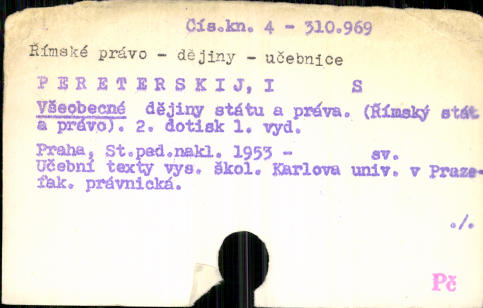 Čís.kn. 4 - 310.969
Římské právo - dějiny - učebnice
P E R E T E R S K I J, I S
Všeobecné dějiny státu a práva. (Římský stát
a právo). 2. dotisk 1. vyd.
Praha, St.ped.nakl. 1953 - sv.
Učební texty vys. škol. Karlova univ. v Praze-
fak. právnická.
./.
Pč